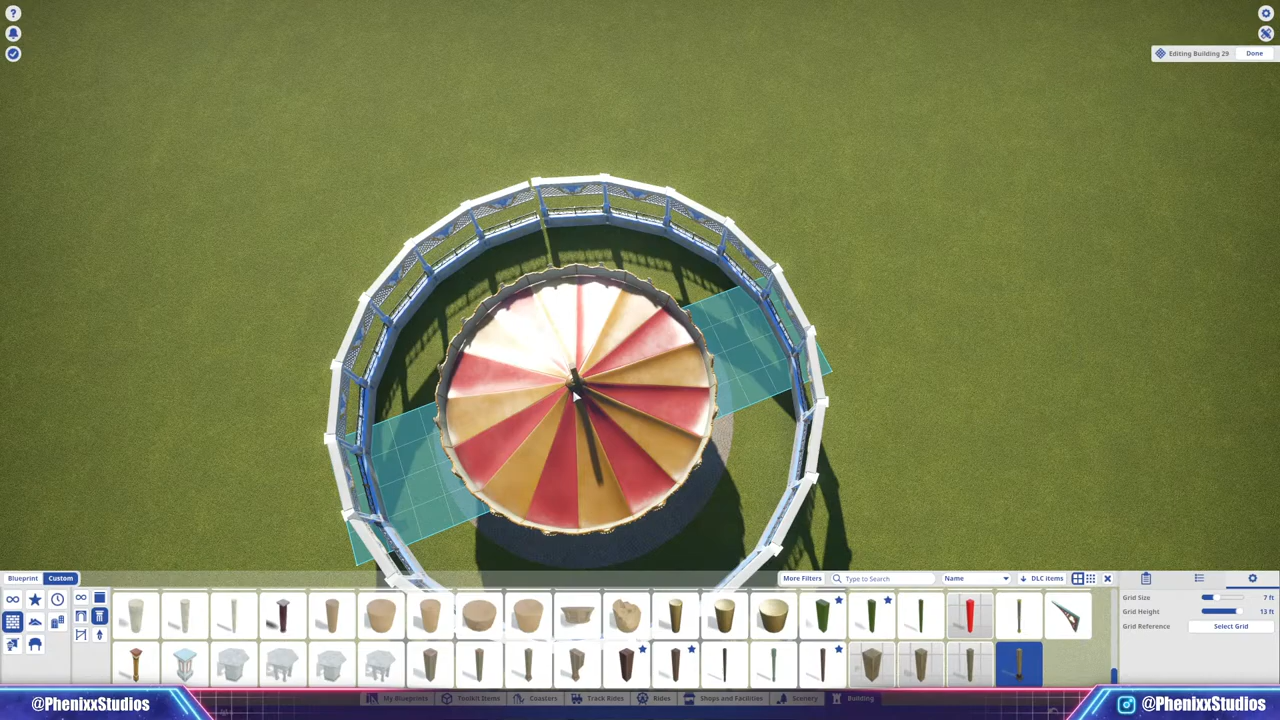 ?
Editing Building 29 Done
Blueprint Custom More Filters Type to Search Name DLC items
Grid Size 7 ft
Grid Height 13 ft
Grid Reference Select Grid
My Blueprints Toolkit Items Coasters Track Rides Rides Shops and Facilities Scenery Building
@PhenixxStudios @PhenixxStudios